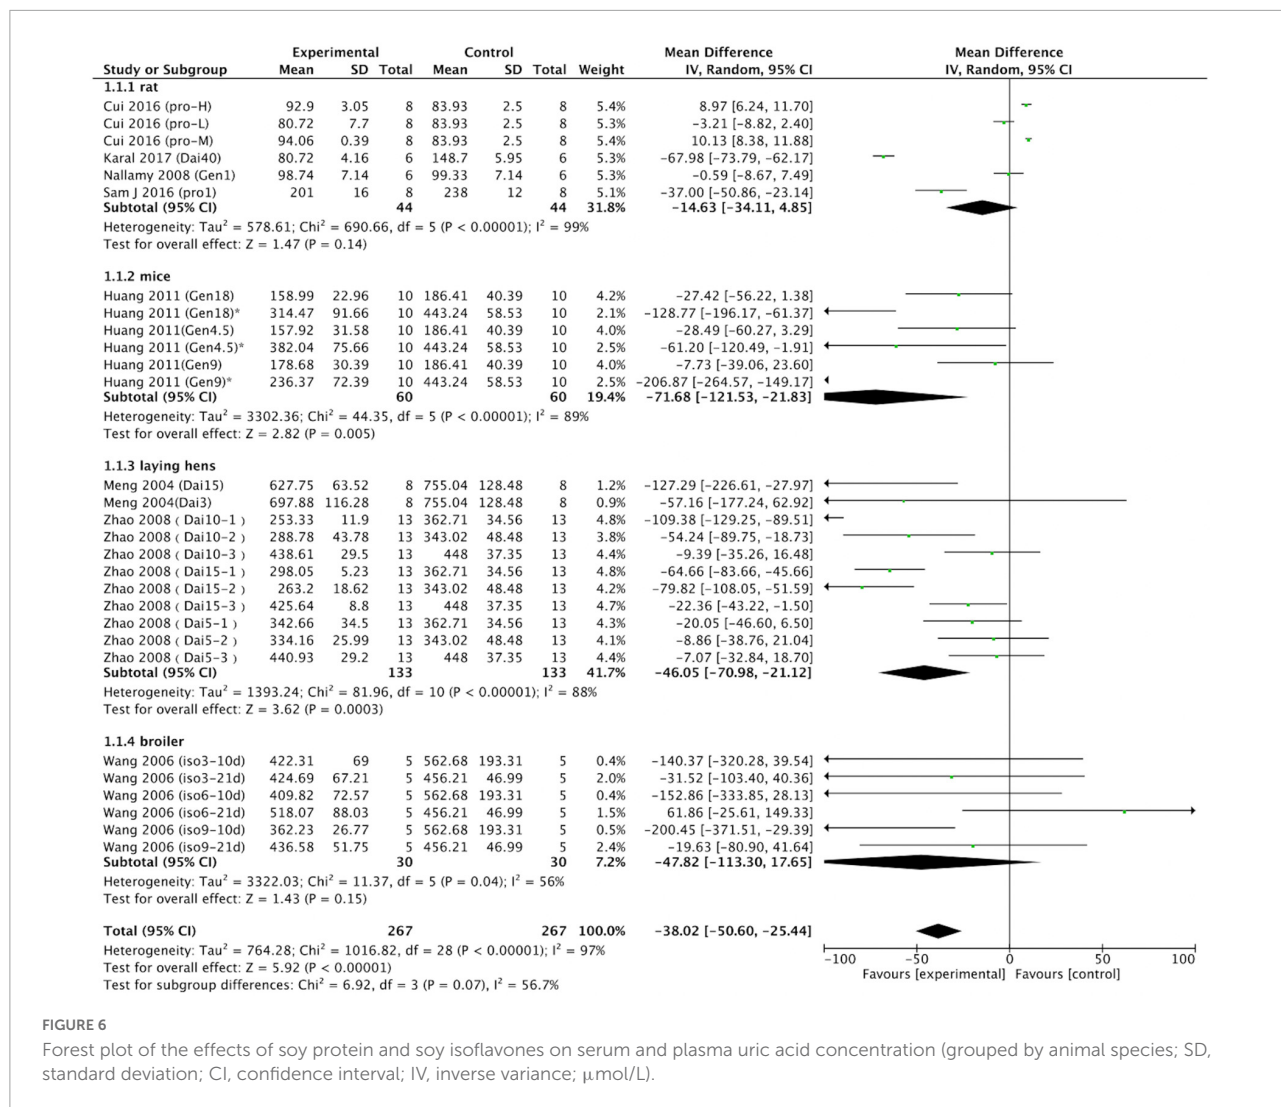 Experimental Control Mean Difference Mean Difference
Study or Subgroup Mean SD Total Mean SD Total Weight IV, Random, 95% CI IV, Random, 95% CI
1.1.1 rat
Cui 2016 (pro-H) 92.9 3.05 8 83.93 2.5 8 5.4% 8.97 [6.24, 11.70]
Cui 2016 (pro-L) 80.72 7.7 8 83.93 2.5 8 5.3% -3.21 [-8.82, 2.40]
Cui 2016 (pro-M) 94.06 0.39 8 83.93 2.5 8 5.4% 10.13 [8.38, 11.88]
Karal 2017 (Dai40) 80.72 4.16 6 148.7 5.95 6 5.3% -67.98 [-73.79, -62.17]
Nallamy 2008 (Gen1) 98.74 7.14 6 99.33 7.14 6 5.3% -0.59 [-8.67, 7.49]
Sam J 2016 (pro1) 201 16 8 238 12 8 5.1% -37.00 [-50.86, -23.14]
Subtotal (95% CI) 44 44 31.8% -14.63 [-34.11, 4.85]
Heterogeneity: Tau² = 578.61; Chi² = 690.66, df = 5 (P < 0.00001); I² = 99%
Test for overall effect: Z = 1.47 (P = 0.14)
1.1.2 mice
Huang 2011 (Gen18) 158.99 22.96 10 186.41 40.39 10 4.2% -27.42 [-56.22, 1.38]
Huang 2011 (Gen18)* 314.47 91.66 10 443.24 58.53 10 2.1% -128.77 [-196.17, -61.37]
Huang 2011(Gen4.5) 157.92 31.58 10 186.41 40.39 10 4.0% -28.49 [-60.27, 3.29]
Huang 2011 (Gen4.5)* 382.04 75.66 10 443.24 58.53 10 2.5% -61.20 [-120.49, -1.91]
Huang 2011(Gen9) 178.68 30.39 10 186.41 40.39 10 4.0% -7.73 [-39.06, 23.60]
Huang 2011 (Gen9)* 236.37 72.39 10 443.24 58.53 10 2.5% -206.87 [-264.57, -149.17]
Subtotal (95% CI) 60 60 19.4% -71.68 [-121.53, -21.83]
Heterogeneity: Tau² = 3302.36; Chi² = 44.35, df = 5 (P < 0.00001); I² = 89%
Test for overall effect: Z = 2.82 (P = 0.005)
1.1.3 laying hens
Meng 2004 (Dai15) 627.75 63.52 8 755.04 128.48 8 1.2% -127.29 [-226.61, -27.97]
Meng 2004(Dai3) 697.88 116.28 8 755.04 128.48 8 0.9% -57.16 [-177.24, 62.92]
Zhao 2008 ( Dai10-1 ) 253.33 11.9 13 362.71 34.56 13 4.8% -109.38 [-129.25, -89.51]
Zhao 2008 ( Dai10-2 ) 288.78 43.78 13 343.02 48.48 13 3.8% -54.24 [-89.75, -18.73]
Zhao 2008 ( Dai10-3 ) 438.61 29.5 13 448 37.35 13 4.4% -9.39 [-35.26, 16.48]
Zhao 2008 ( Dai15-1 ) 298.05 5.23 13 362.71 34.56 13 4.8% -64.66 [-83.66, -45.66]
Zhao 2008 ( Dai15-2 ) 263.2 18.62 13 343.02 48.48 13 4.2% -79.82 [-108.05, -51.59]
Zhao 2008 ( Dai15-3 ) 425.64 8.8 13 448 37.35 13 4.7% -22.36 [-43.22, -1.50]
Zhao 2008 ( Dai5-1 ) 342.66 34.5 13 362.71 34.56 13 4.3% -20.05 [-46.60, 6.50]
Zhao 2008 ( Dai5-2 ) 334.16 25.99 13 343.02 48.48 13 4.1% -8.86 [-38.76, 21.04]
Zhao 2008 ( Dai5-3 ) 440.93 29.2 13 448 37.35 13 4.4% -7.07 [-32.84, 18.70]
Subtotal (95% CI) 133 133 41.7% -46.05 [-70.98, -21.12]
Heterogeneity: Tau² = 1393.24; Chi² = 81.96, df = 10 (P < 0.00001); I² = 88%
Test for overall effect: Z = 3.62 (P = 0.0003)
1.1.4 broiler
Wang 2006 (iso3-10d) 422.31 69 5 562.68 193.31 5 0.4% -140.37 [-320.28, 39.54]
Wang 2006 (iso3-21d) 424.69 67.21 5 456.21 46.99 5 2.0% -31.52 [-103.40, 40.36]
Wang 2006 (iso6-10d) 409.82 72.57 5 562.68 193.31 5 0.4% -152.86 [-333.85, 28.13]
Wang 2006 (iso6-21d) 518.07 88.03 5 456.21 46.99 5 1.5% 61.86 [-25.61, 149.33]
Wang 2006 (iso9-10d) 362.23 26.77 5 562.68 193.31 5 0.5% -200.45 [-371.51, -29.39]
Wang 2006 (iso9-21d) 436.58 51.75 5 456.21 46.99 5 2.4% -19.63 [-80.90, 41.64]
Subtotal (95% CI) 30 30 7.2% -47.82 [-113.30, 17.65]
Heterogeneity: Tau² = 3322.03; Chi² = 11.37, df = 5 (P = 0.04); I² = 56%
Test for overall effect: Z = 1.43 (P = 0.15)
Total (95% CI) 267 267 100.0% -38.02 [-50.60, -25.44]
Heterogeneity: Tau² = 764.28; Chi² = 1016.82, df = 28 (P < 0.00001); I² = 97%
Test for overall effect: Z = 5.92 (P < 0.00001)
Test for subgroup differences: Chi² = 6.92, df = 3 (P = 0.07), I² = 56.7%
-100 -50 0 50 100
Favours [experimental] Favours [control]
FIGURE 6
Forest plot of the effects of soy protein and soy isoflavones on serum and plasma uric acid concentration (grouped by animal species; SD,
standard deviation; CI, confidence interval; IV, inverse variance; μmol/L).